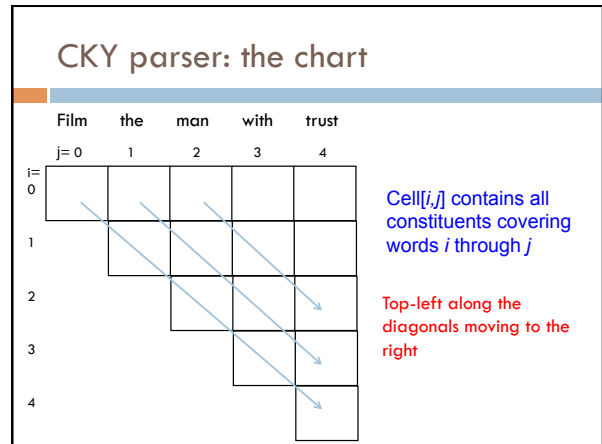 CKY parser: the chart
Film the man with trust
j= 0 1 2 3 4
i=
0
1
2
3
4
Cell[i,j] contains all
constituents covering
words i through j
Top-left along the
diagonals moving to the
right